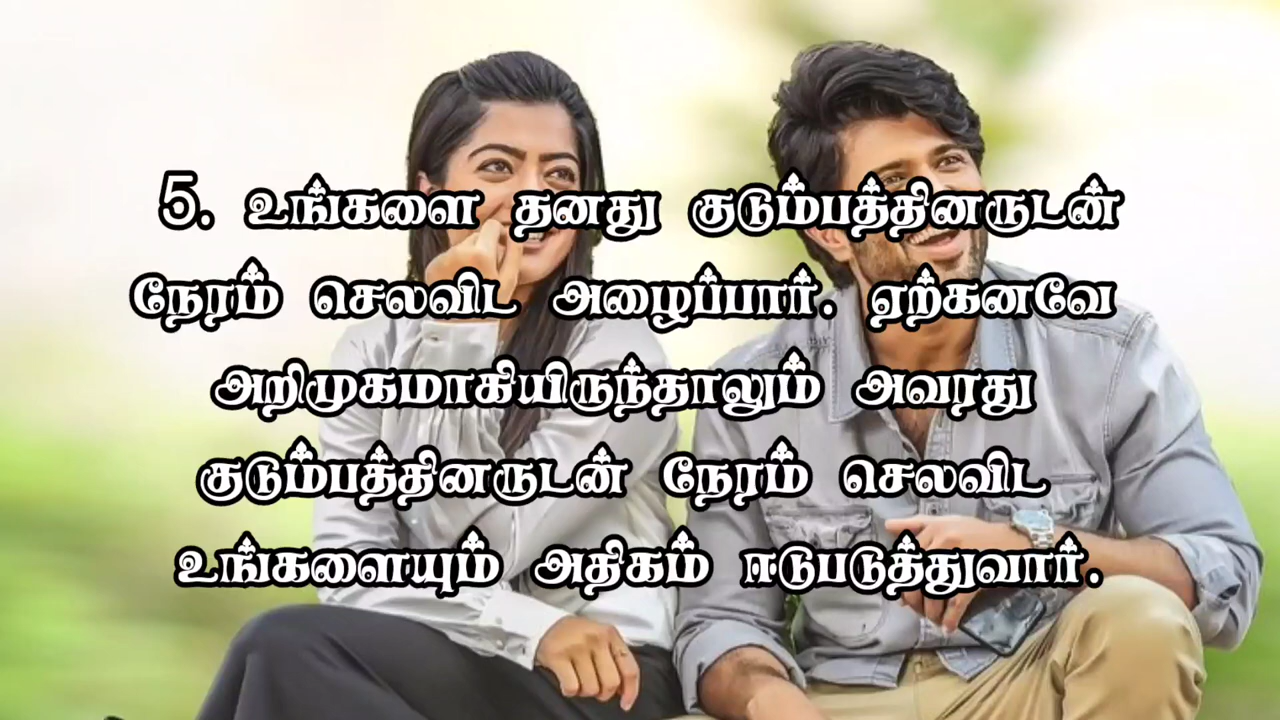 5. உங்களை தனது குடும்பத்தினருடன்
நேரம் செலவிட அழைப்பார். ஏற்கனவே
அறிமுகமாகியிருந்தாலும் அவரது
குடும்பத்தினருடன் நேரம் செலவிட
உங்களையும் அதிகம் ஈடுபடுத்துவார்.